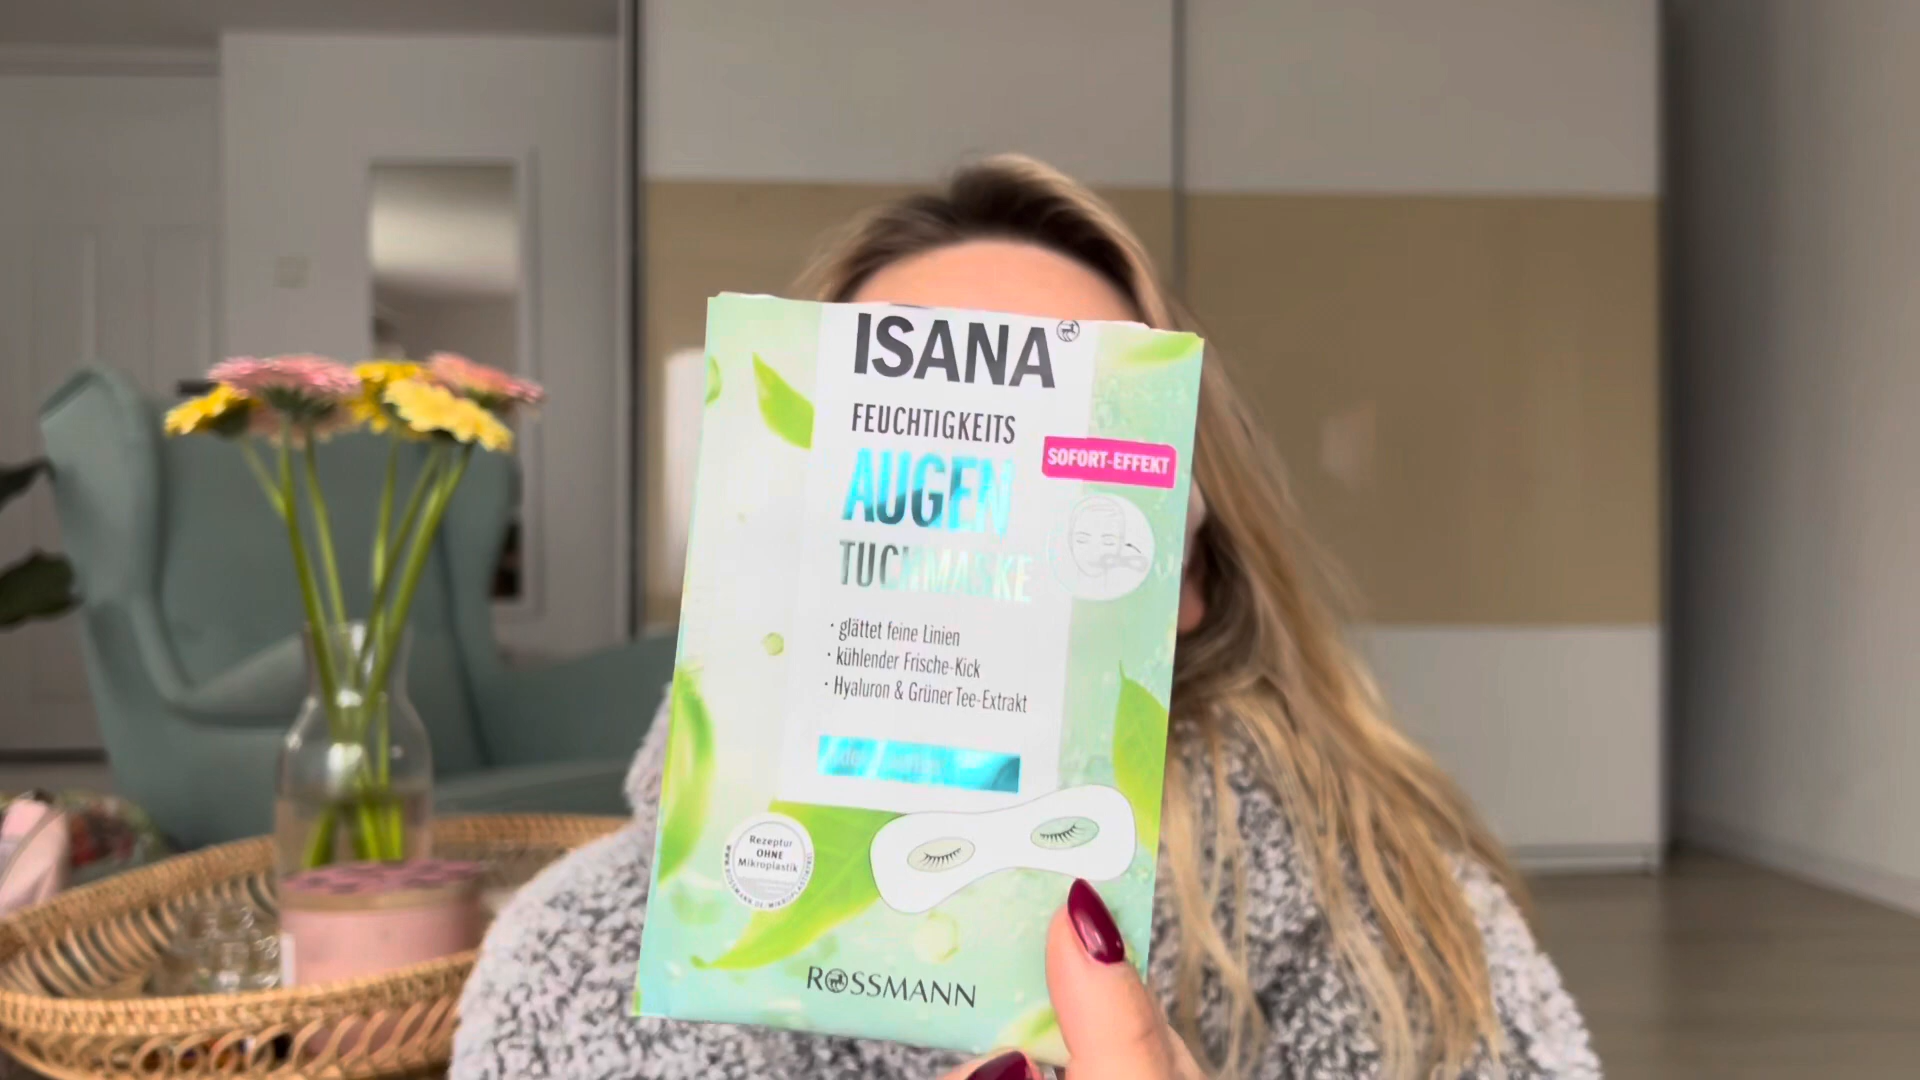 ISANA
FEUCHTIGKEITS
AUGEN
TUCHMASKE
SOFORT-EFFEKT
· glättet feine Linien
· kühlender Frische-Kick
· Hyaluron & Grüner Tee-Extrakt
Rezeptur
OHNE
Mikroplastik
ROSSMANN